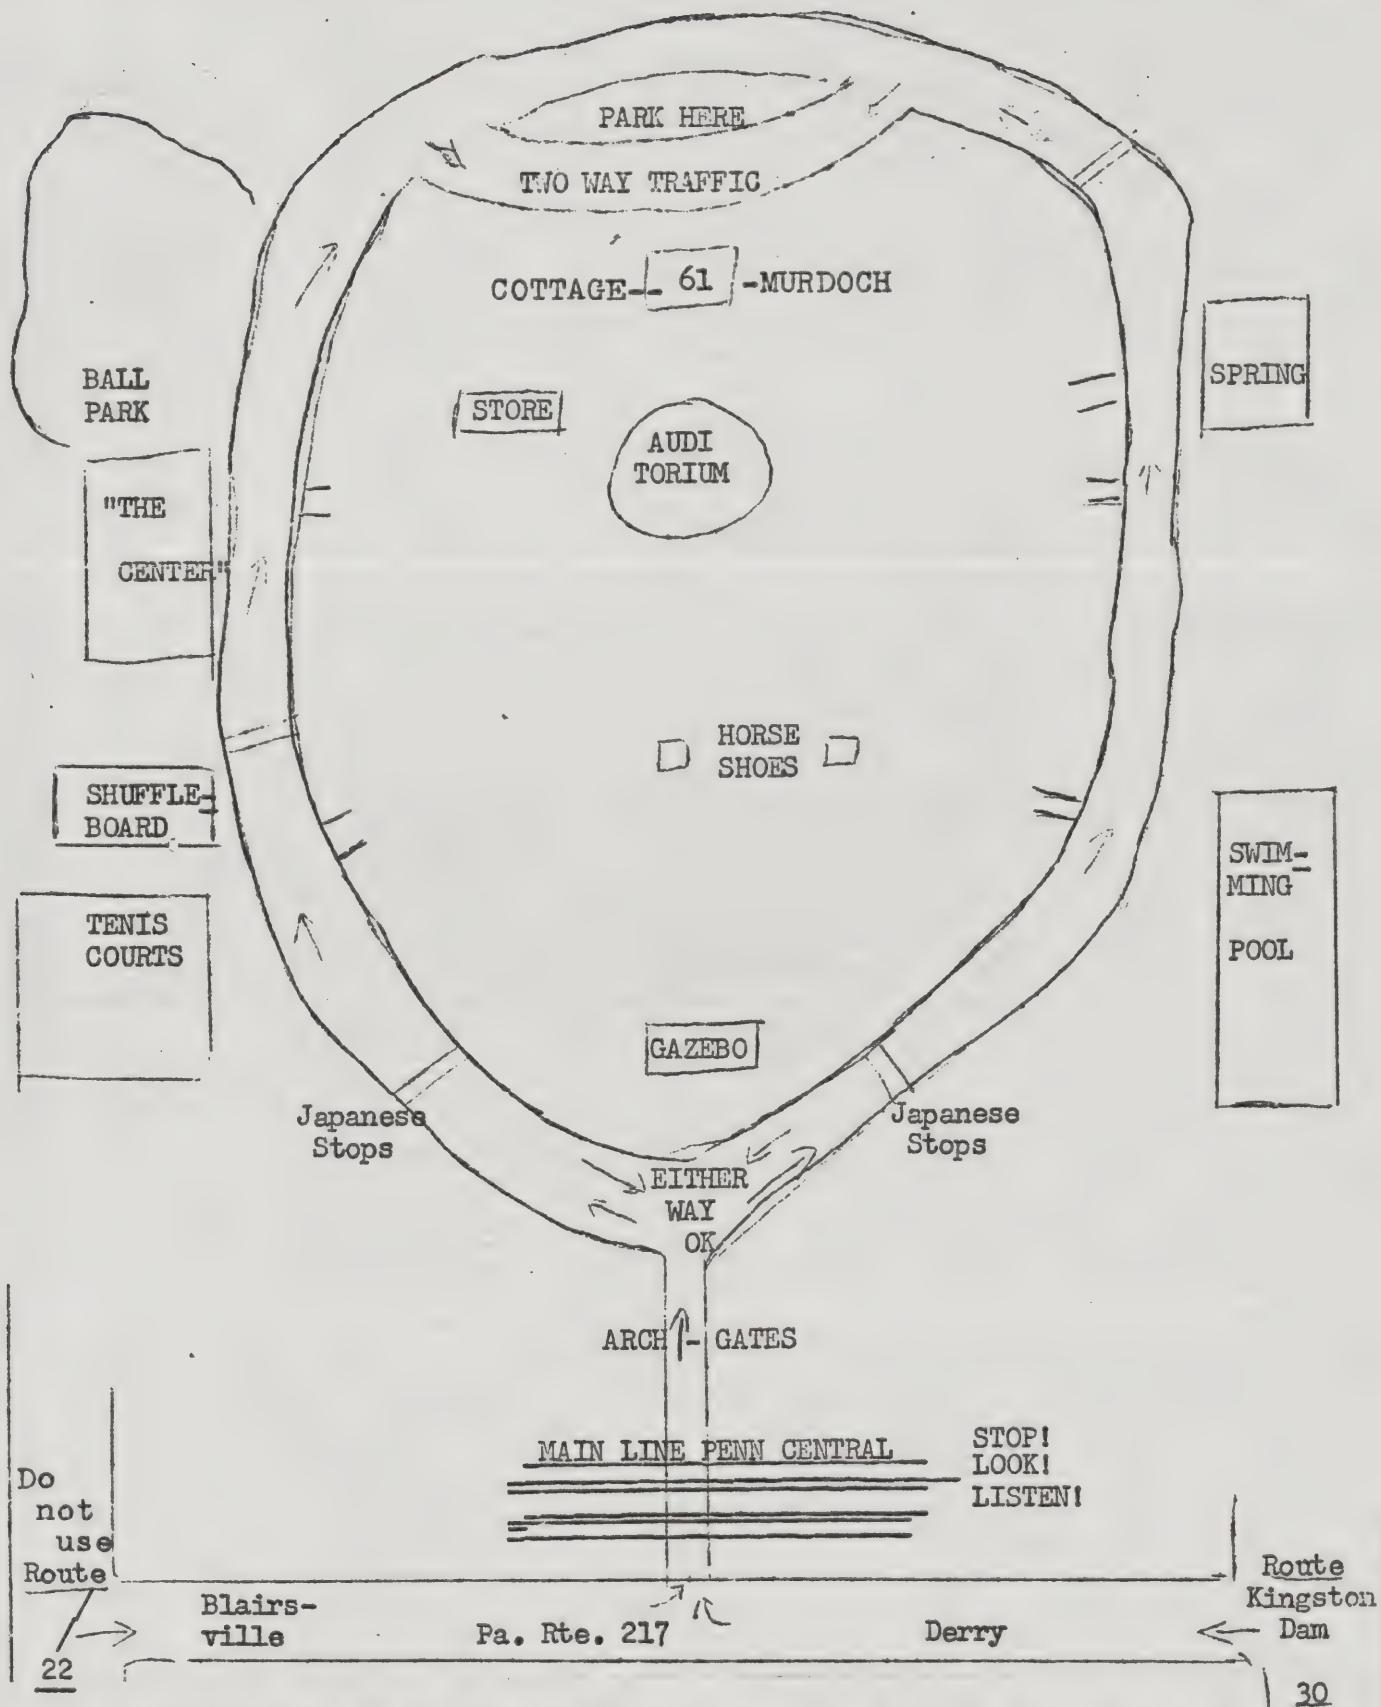 PARK HERE
TWO WAY TRAFFIC
COTTAGE-- 61 -MURDOCH
BALL
PARK
STORE
AUDI
TORIUM
SPRING
"THE
CENTER"
HORSE
SHOES
SHUFFLE-
BOARD
SWIM-
MING
POOL
TENIS
COURTS
GAZEBO
Japanese
Stops
Japanese
Stops
EITHER
WAY
OK
ARCH - GATES
MAIN LINE PENN CENTRAL
STOP!
LOOK!
LISTEN!
Do
not
use
Route
22
Blairs-
ville
Pa. Rte. 217
Derry
Route
Kingston
Dam
30